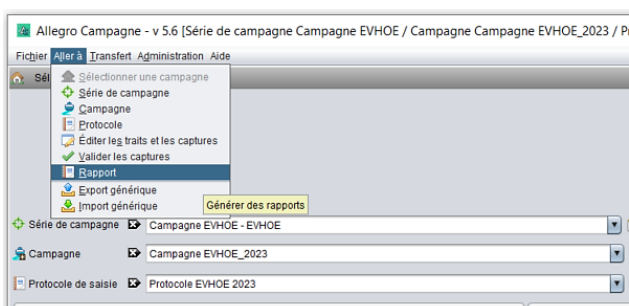 Allegro Campagne - v 5.6 [Série de campagne Campagne EVHOE / Campagne Campagne EVHOE_2023 / P
Fichier Aller à Transfert Administration Aide
Sél
Sélectionner une campagne
Série de campagne
Campagne
Protocole
Éditer les traits et les captures
Valider les captures
Rapport
Export générique
Import générique
Générer des rapports
Série de campagne Campagne EVHOE - EVHOE
Campagne Campagne EVHOE_2023
Protocole de saisie Protocole EVHOE 2023